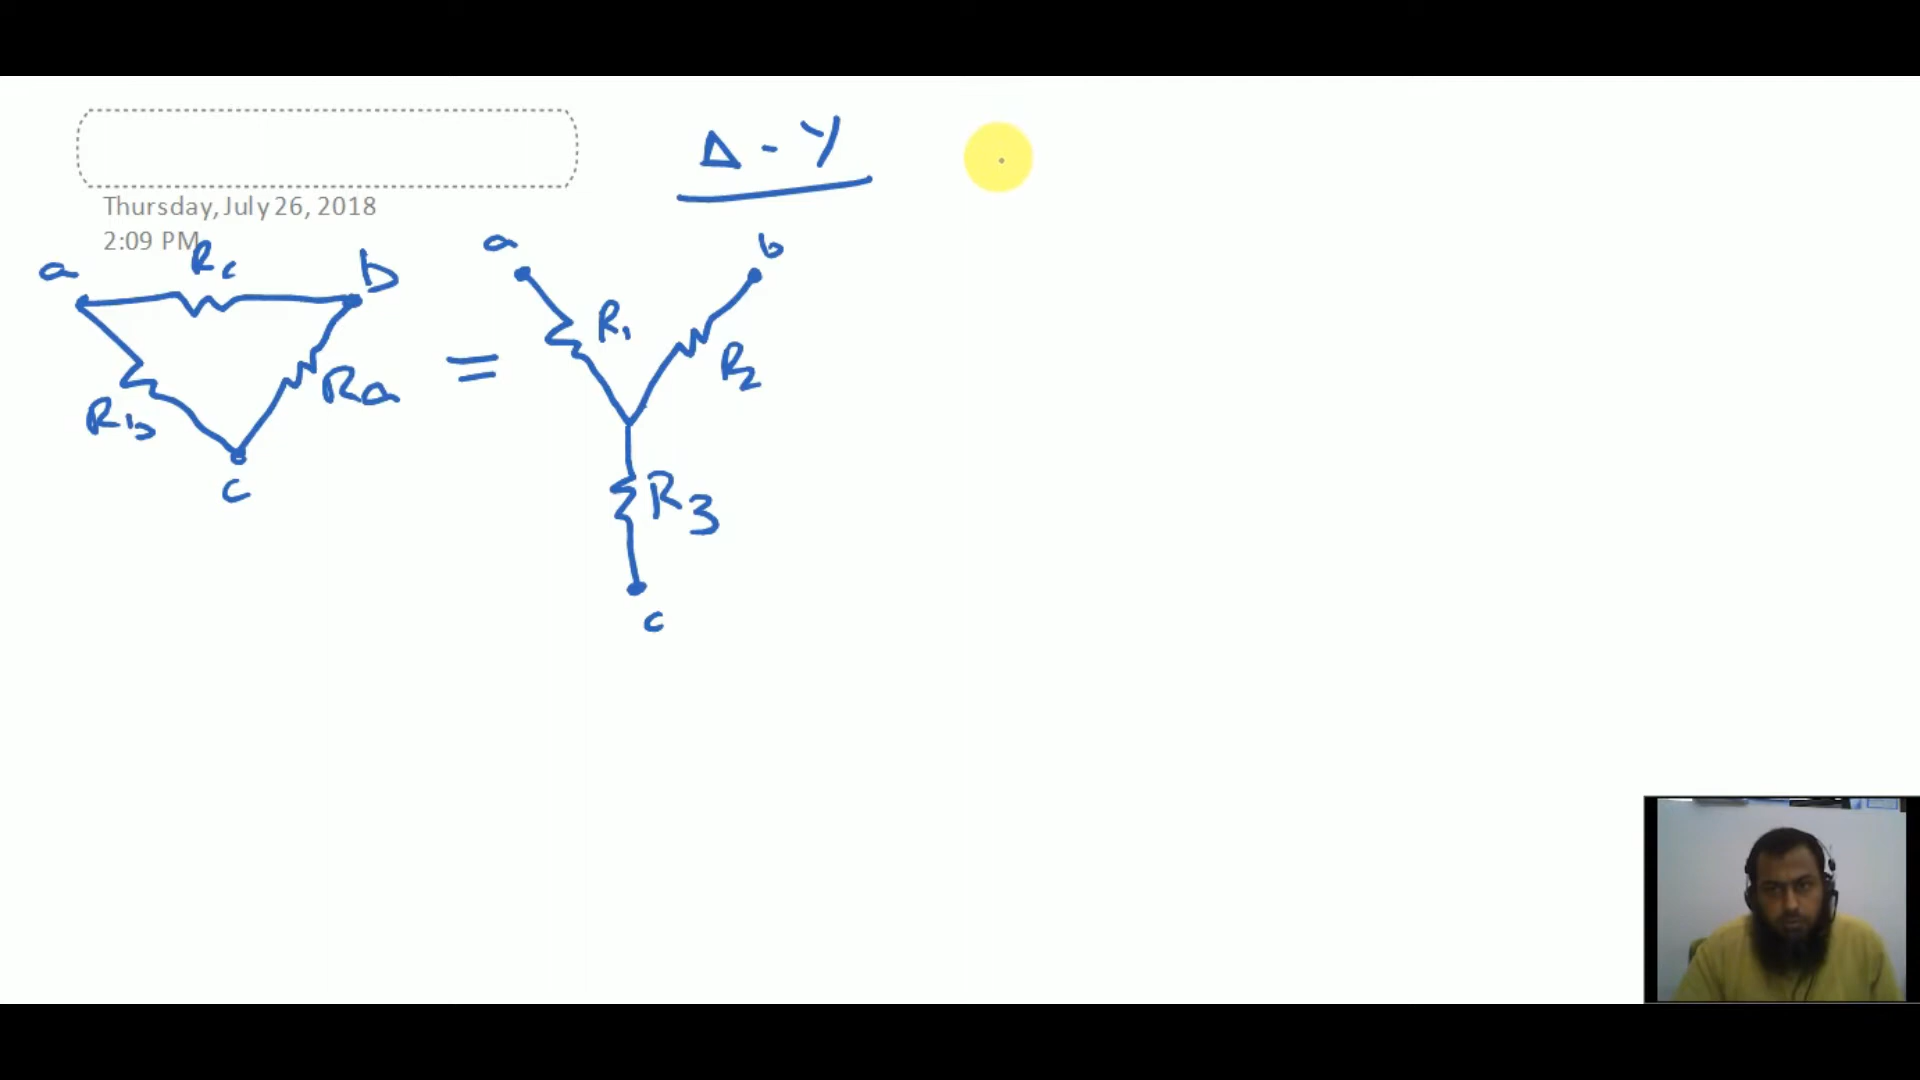 Δ - Y
Thursday, July 26, 2018
2:09 PM
a Rc b
Rb Ra
c
=
a b
R1 R2
R3
c